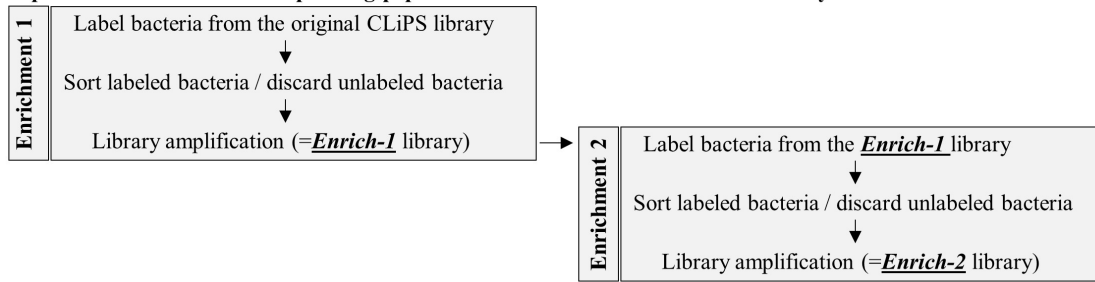 Enrichment 1
Label bacteria from the original CLiPS library
Sort labeled bacteria / discard unlabeled bacteria
Library amplification (=Enrich-1 library)
Enrichment 2
Label bacteria from the Enrich-1 library
Sort labeled bacteria / discard unlabeled bacteria
Library amplification (=Enrich-2 library)